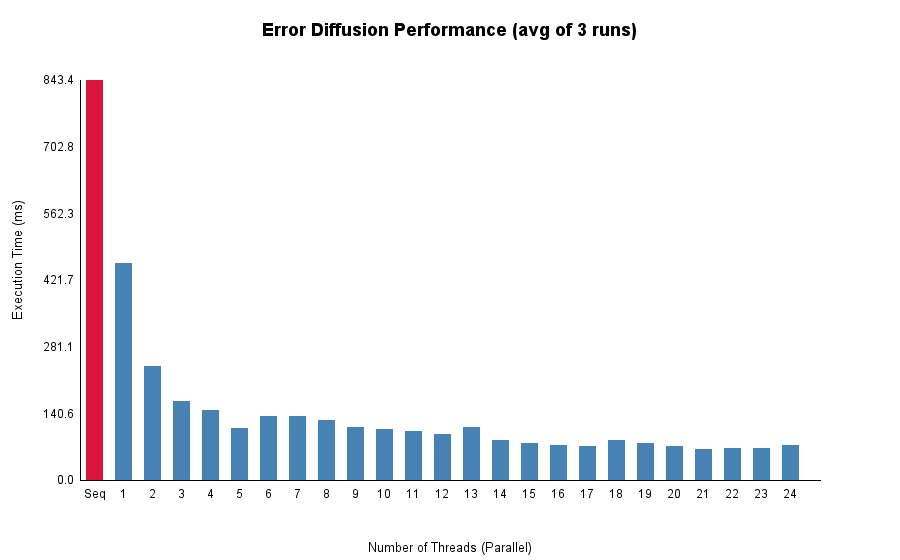 Error Diffusion Performance (avg of 3 runs)
843.4
702.8
562.3
421.7
281.1
140.6
0.0
Execution Time (ms)
Seq 1 2 3 4 5 6 7 8 9 10 11 12 13 14 15 16 17 18 19 20 21 22 23 24
Number of Threads (Parallel)